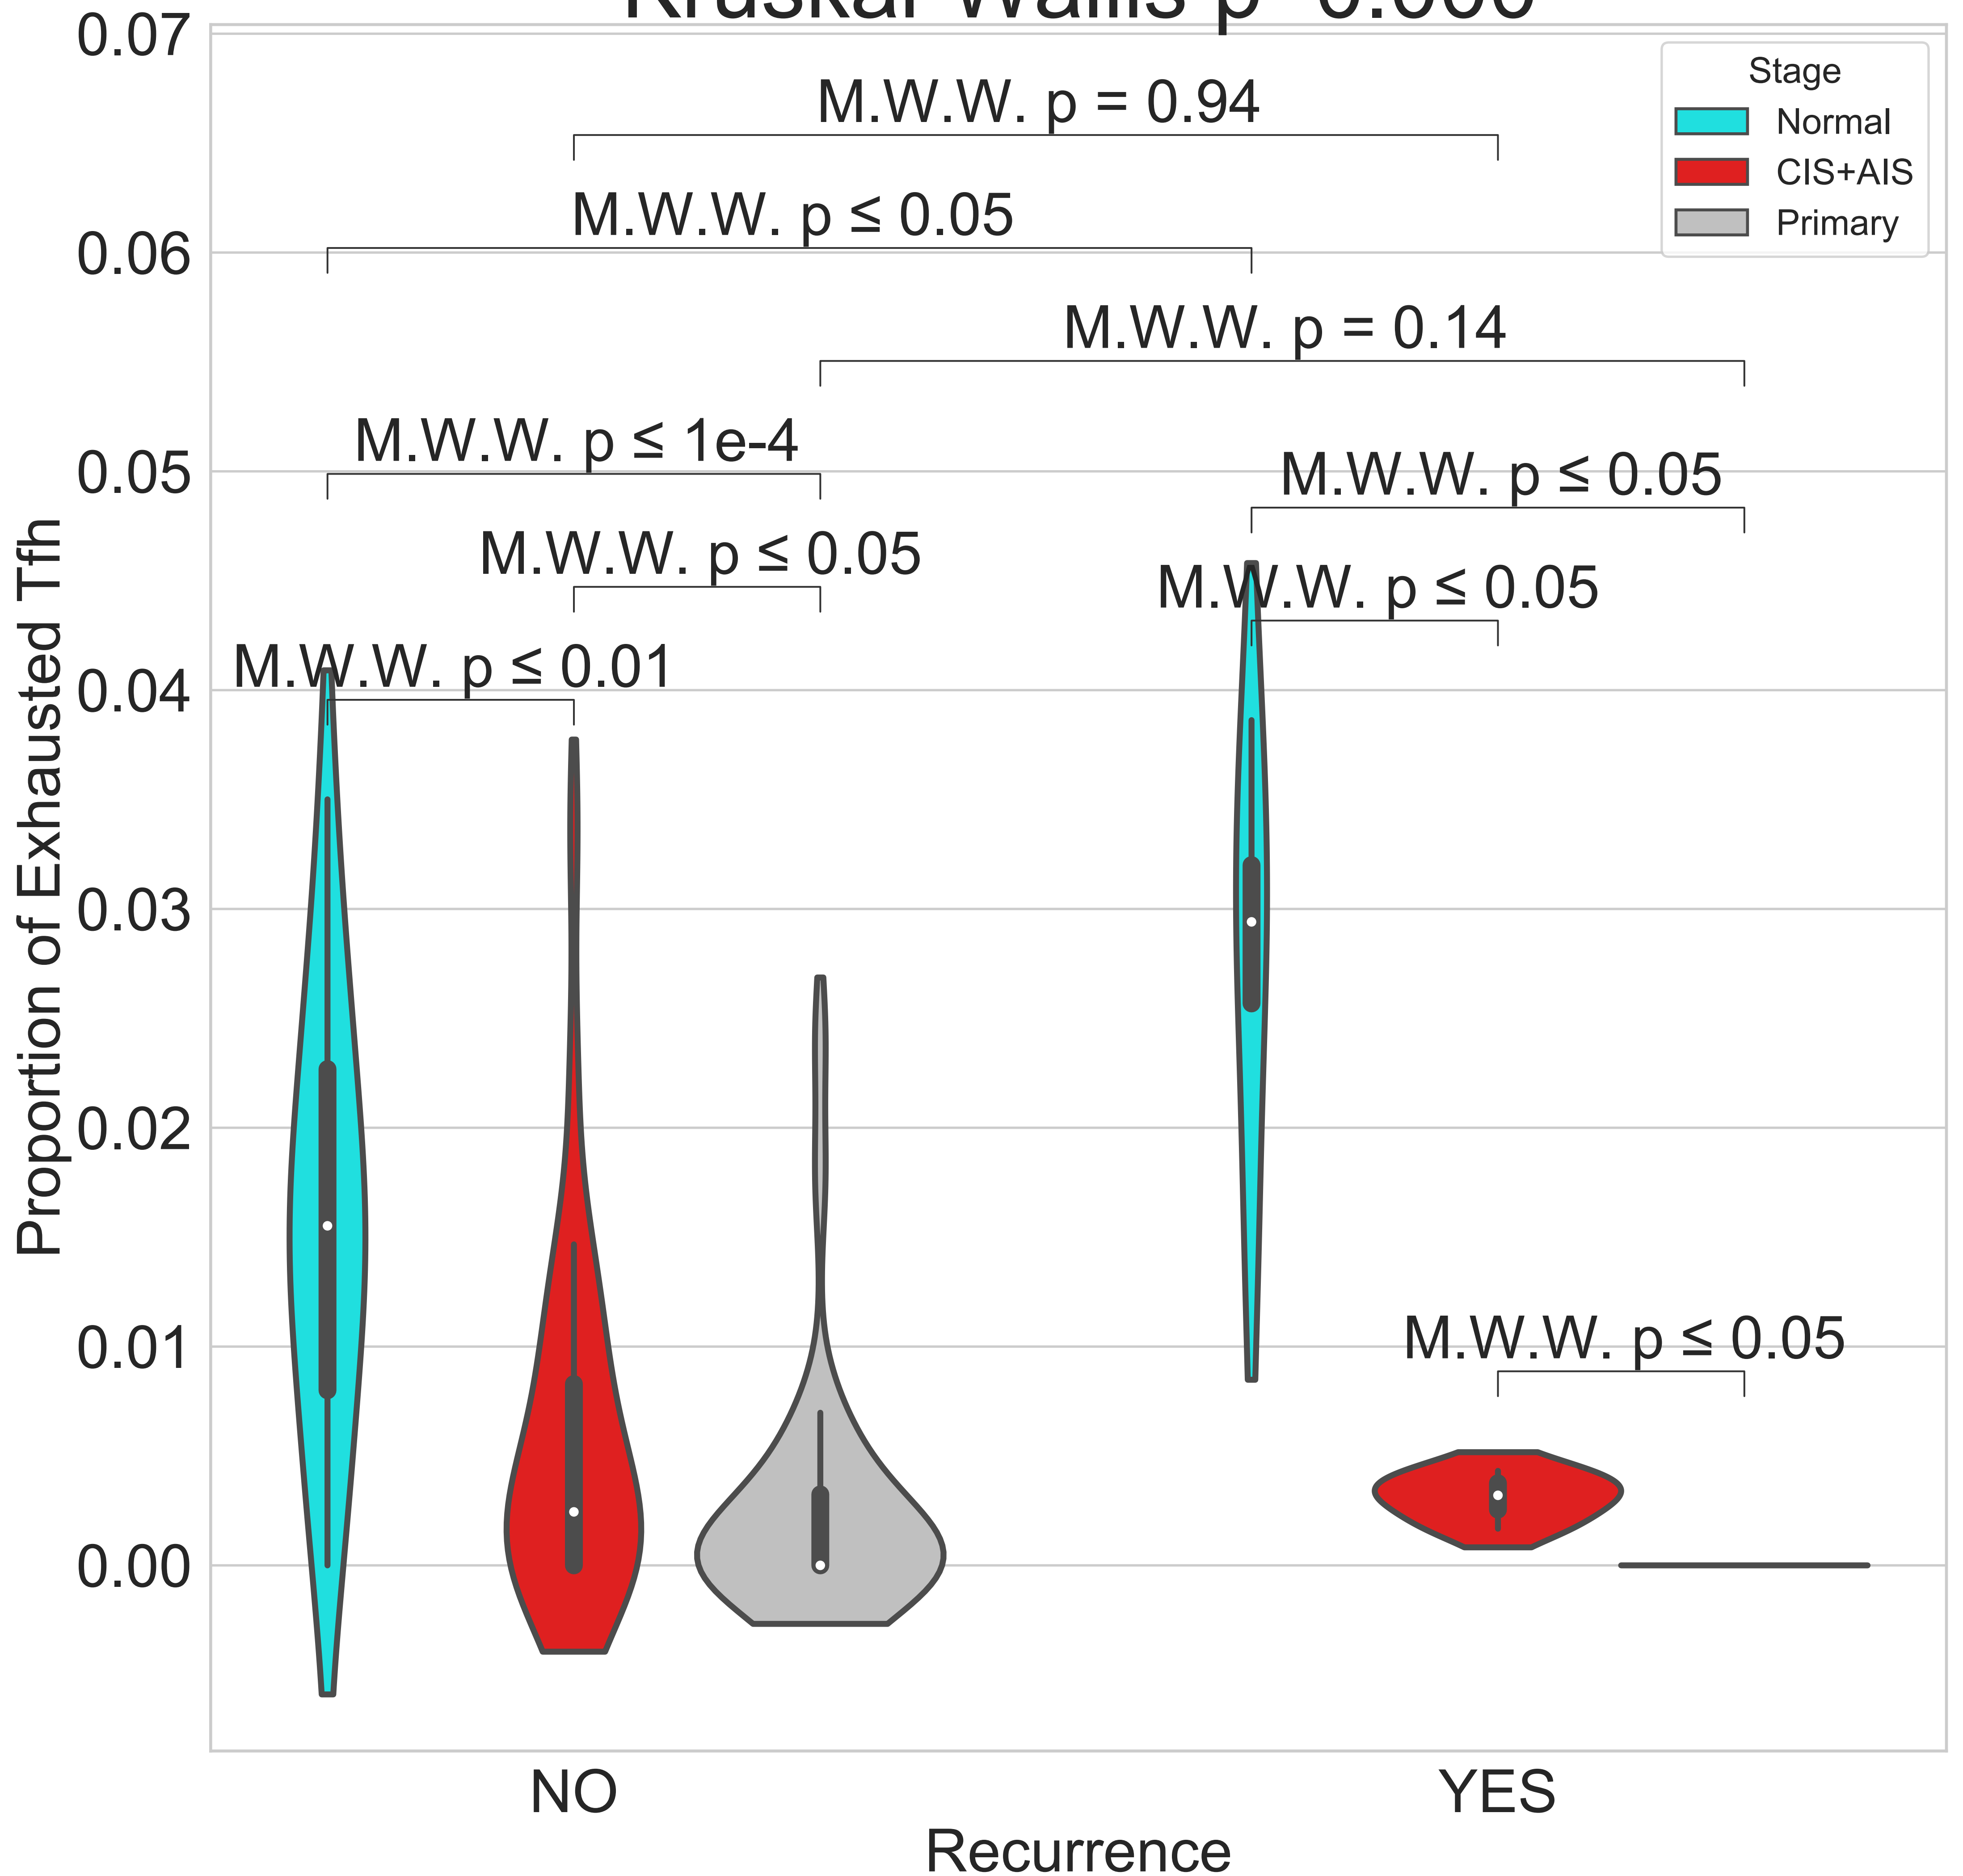 Kruskal Wallis p
0.07
Stage
Normal
CIS+AIS
Primary
M.W.W. p = 0.94
M.W.W. p ≤ 0.05
0.06
M.W.W. p = 0.14
M.W.W. p ≤ 1e-4
M.W.W. p ≤ 0.05
0.05
M.W.W. p ≤ 0.05
M.W.W. p ≤ 0.05
M.W.W. p ≤ 0.01
0.04
0.03
0.02
0.01
M.W.W. p ≤ 0.05
0.00
Proportion of Exhausted Tfh
NO
YES
Recurrence